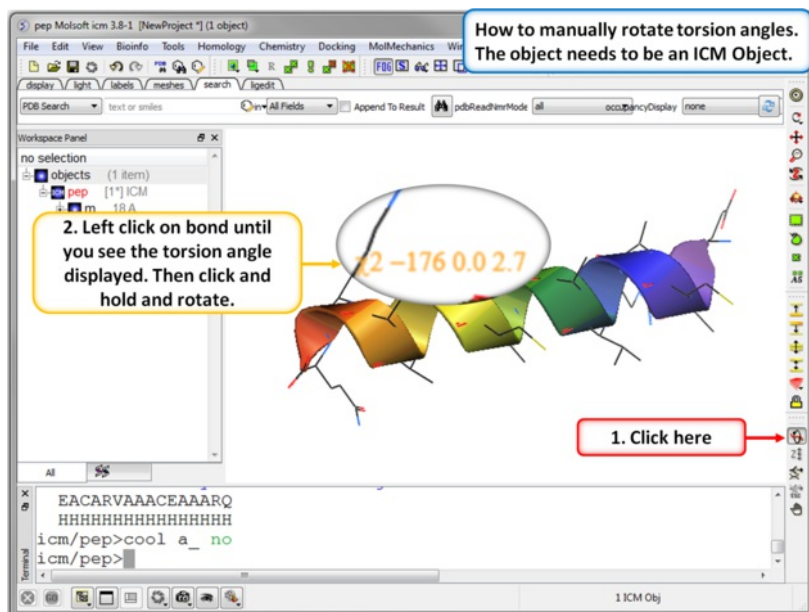 pep Molsoft icm 3.8-1 [NewProject *] (1 object)
How to manually rotate torsion angles.
The object needs to be an ICM Object.
File Edit View Bioinfo Tools Homology Chemistry Docking MolMechanics
display light labels meshes search ligedit
PDB Search text or smiles in All Fields Append To Result pdbReadNmrMode all occupancyDisplay none
Workspace Panel
no selection
objects (1 item)
pep [1*] ICM
m 18 A
2. Left click on bond until
you see the torsion angle
displayed. Then click and
hold and rotate.
χ2 −176 0.0 2.7
1. Click here
All
EACARVAAACEAAARQ
HHHHHHHHHHHHHHHH
icm/pep>cool a_ no
icm/pep>
Terminal
1 ICM Obj